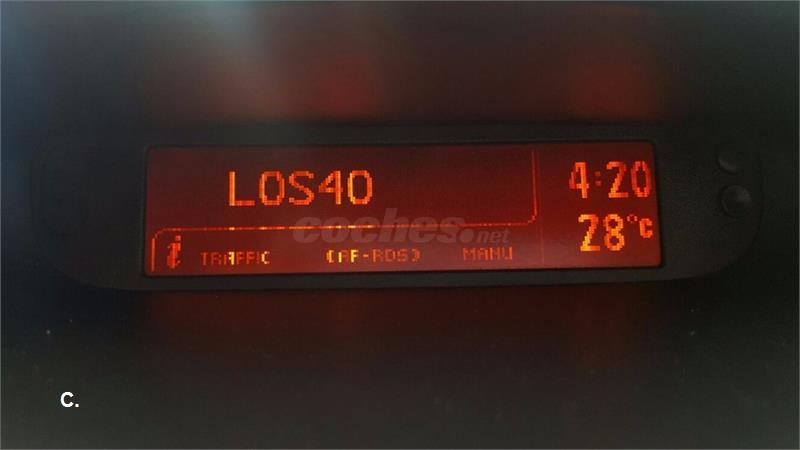 LOS40
4:20
28°C
i TRAFFIC (AF-RDS) MANU
coches.net
C.